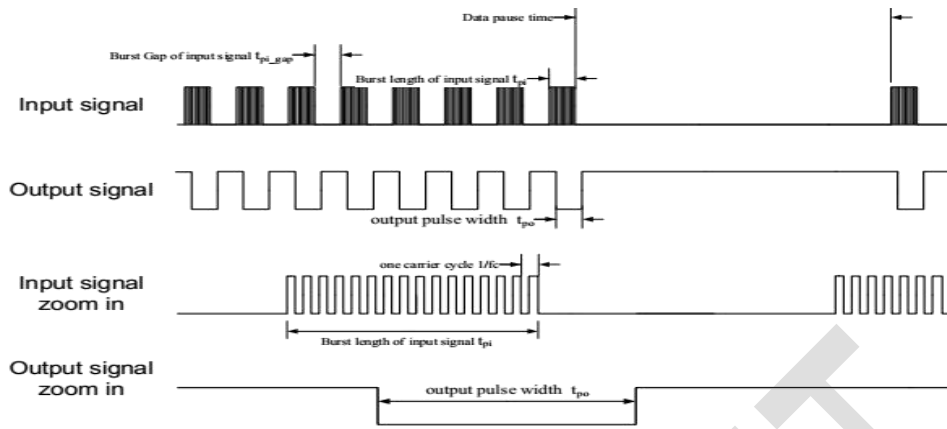 Data pause time
Burst Gap of input signal tpi_gap
Burst length of input signal tpi
Input signal
Output signal
output pulse width tpo
one carrier cycle 1/fc
Input signal
zoom in
Burst length of input signal tpi
Output signal
zoom in
output pulse width tpo